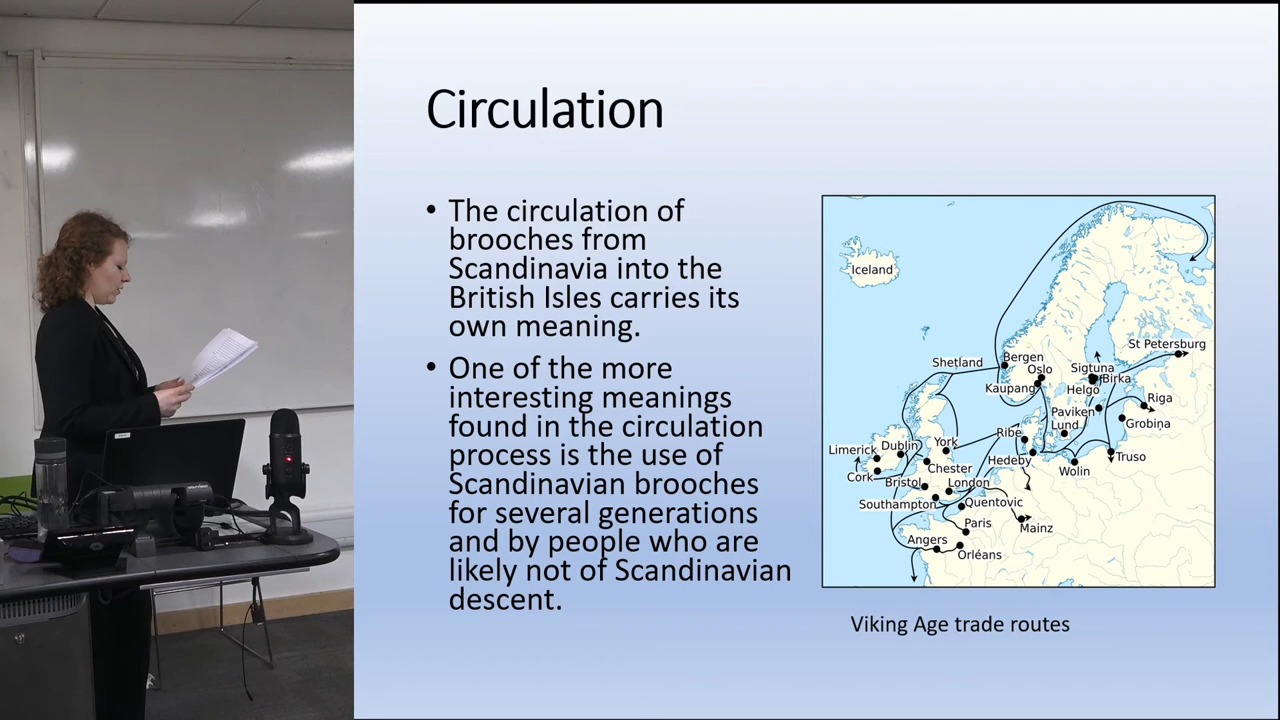 Circulation
• The circulation of
brooches from
Scandinavia into the
British Isles carries its
own meaning.
• One of the more
interesting meanings
found in the circulation
process is the use of
Scandinavian brooches
for several generations
and by people who are
likely not of Scandinavian
descent.
Iceland
St Petersburg
Shetland
Bergen
Oslo
Sigtuna
Birka
Kaupang
Helgo
Riga
Paviken
Lund
Grobiņa
Ribe
York
Dublin
Limerick
Hedeby
Truso
Wolin
Cork
Chester
Bristol
London
Southampton
Quentovic
Paris
Mainz
Angers
Orléans
Viking Age trade routes